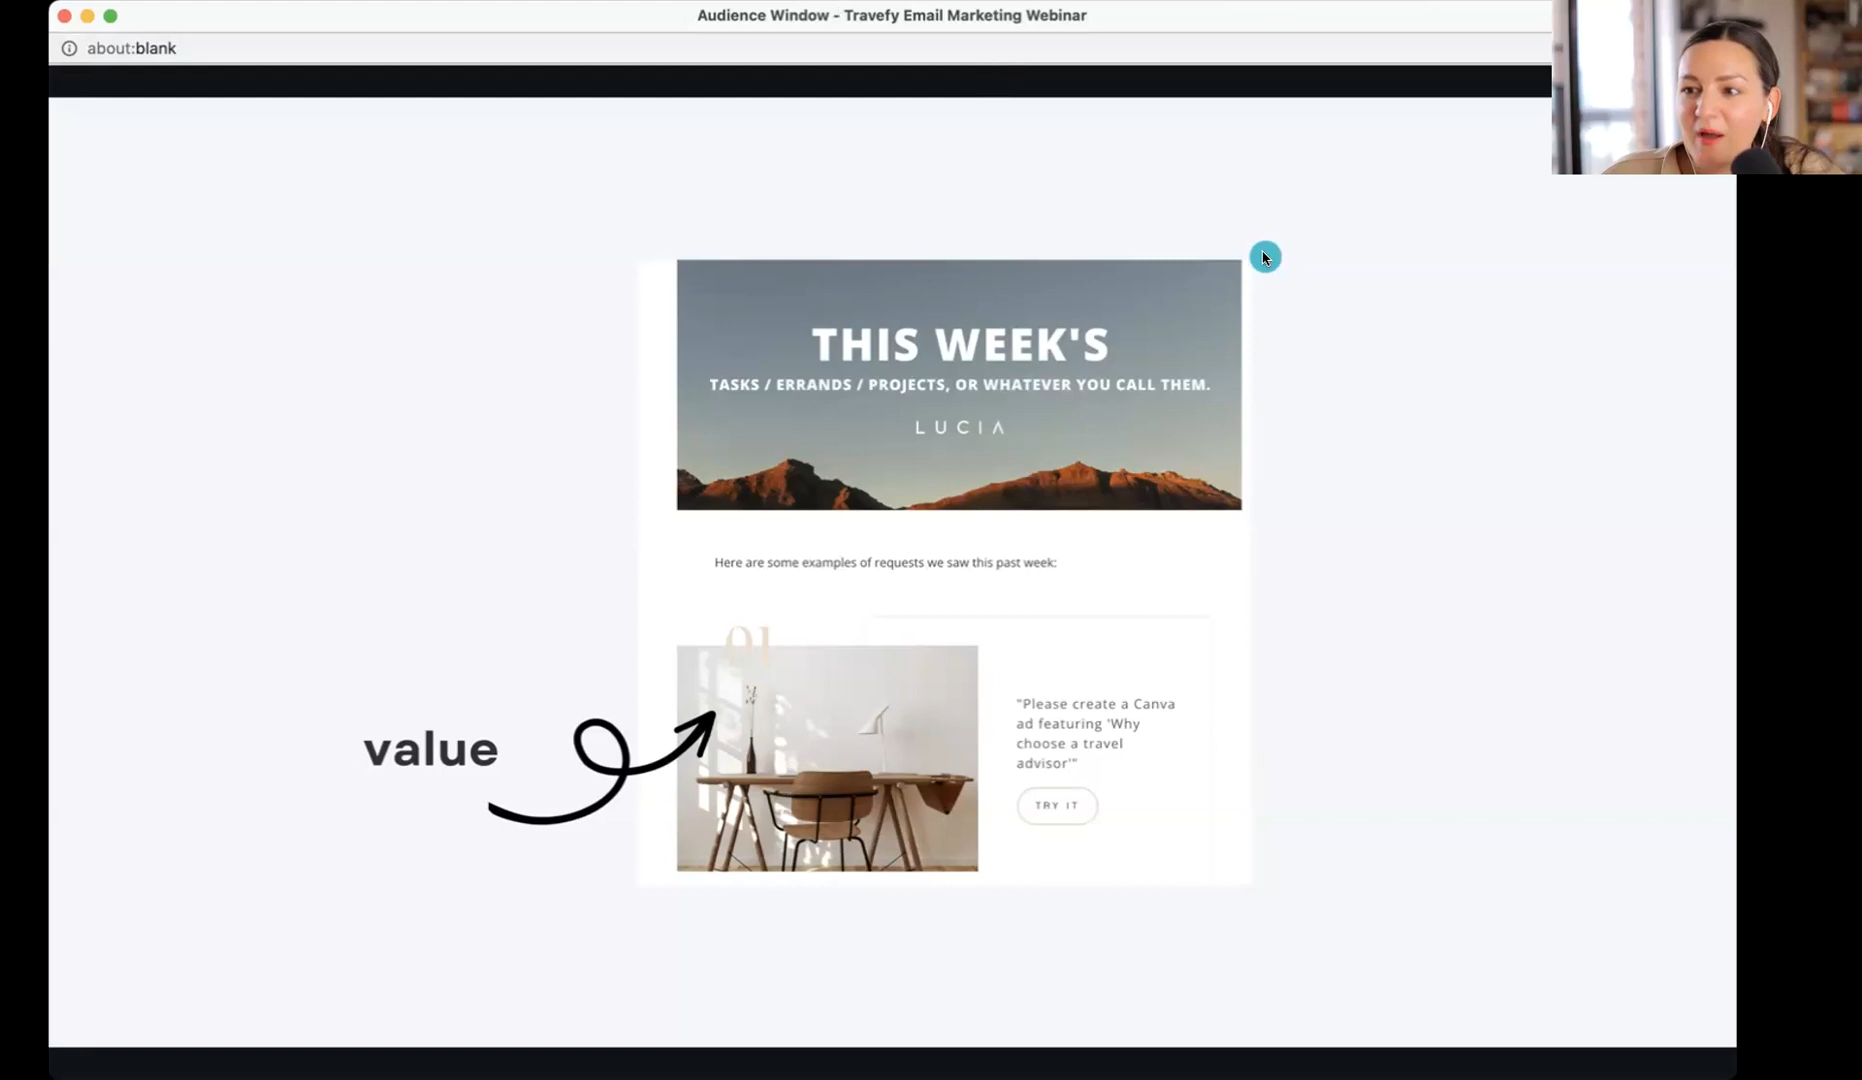 Audience Window - Travefy Email Marketing Webinar
about:blank
THIS WEEK'S
TASKS / ERRANDS / PROJECTS, OR WHATEVER YOU CALL THEM.
LUCIA
Here are some examples of requests we saw this past week:
01
"Please create a Canva
ad featuring 'Why
choose a travel
advisor'"
TRY IT
value